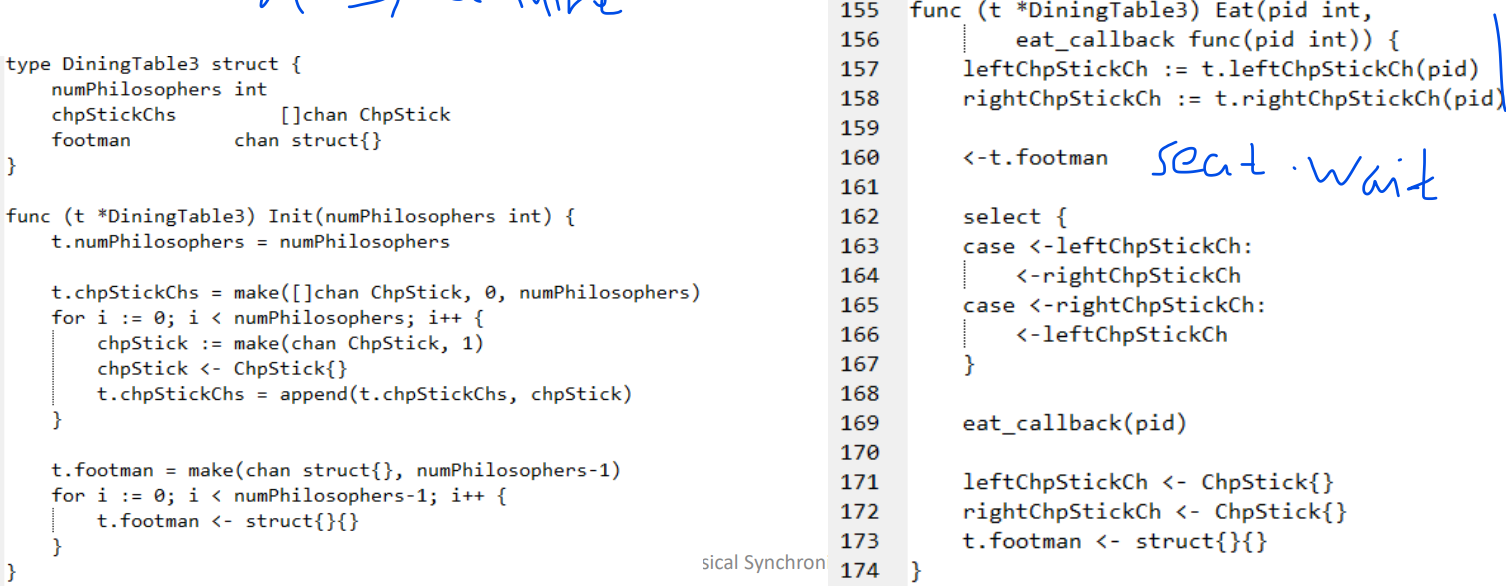 type DiningTable3 struct {
    numPhilosophers int
    chpStickChs         []chan ChpStick
    footman         chan struct{}
}

func (t *DiningTable3) Init(numPhilosophers int) {
    t.numPhilosophers = numPhilosophers

    t.chpStickChs = make([]chan ChpStick, 0, numPhilosophers)
    for i := 0; i < numPhilosophers; i++ {
        chpStick := make(chan ChpStick, 1)
        chpStick <- ChpStick{}
        t.chpStickChs = append(t.chpStickChs, chpStick)
    }

    t.footman = make(chan struct{}, numPhilosophers-1)
    for i := 0; i < numPhilosophers-1; i++ {
        t.footman <- struct{}{}
    }
}
sical Synchron
155 func (t *DiningTable3) Eat(pid int,
156         eat_callback func(pid int)) {
157     leftChpStickCh := t.leftChpStickCh(pid)
158     rightChpStickCh := t.rightChpStickCh(pid)
159
160     <-t.footman seat.wait
161
162     select {
163     case <-leftChpStickCh:
164         <-rightChpStickCh
165     case <-rightChpStickCh:
166         <-leftChpStickCh
167     }
168
169     eat_callback(pid)
170
171     leftChpStickCh <- ChpStick{}
172     rightChpStickCh <- ChpStick{}
173     t.footman <- struct{}{}
174 }